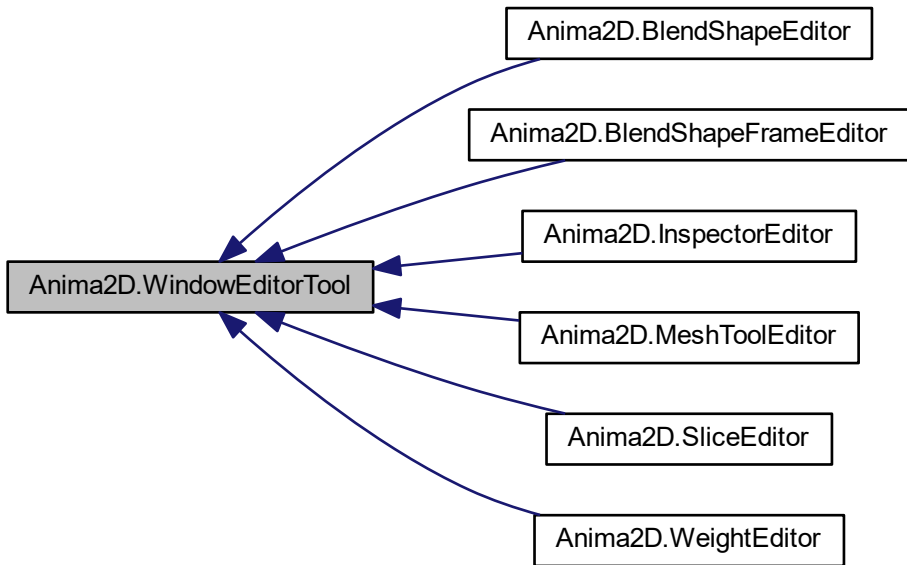 Anima2D.BlendShapeEditor
Anima2D.BlendShapeFrameEditor
Anima2D.InspectorEditor
Anima2D.WindowEditorTool
Anima2D.MeshToolEditor
Anima2D.SliceEditor
Anima2D.WeightEditor